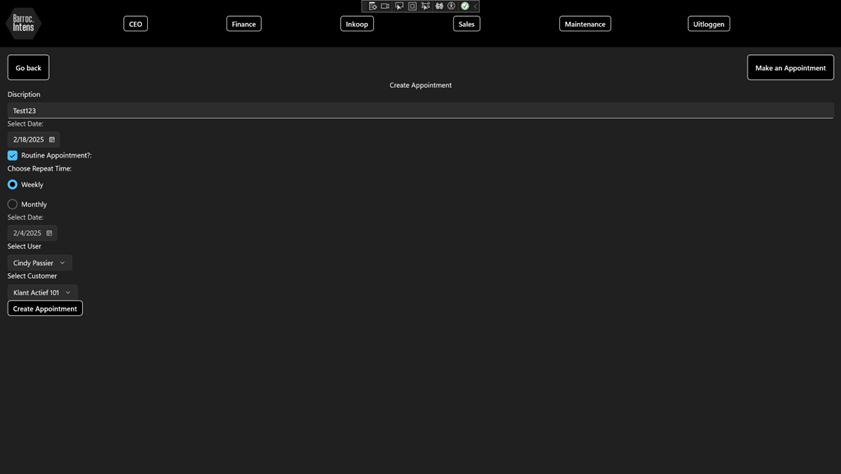 Barroc.
Intens
CEO
Finance
Inkoop
Sales
Maintenance
Uitloggen
Go back
Make an Appointment
Create Appointment
Discription
Test123
Select Date:
2/18/2025
Routine Appointment?:
Choose Repeat Time:
Weekly
Monthly
Select Date:
2/4/2025
Select User
Cindy Passier
Select Customer
Klant Actief 101
Create Appointment